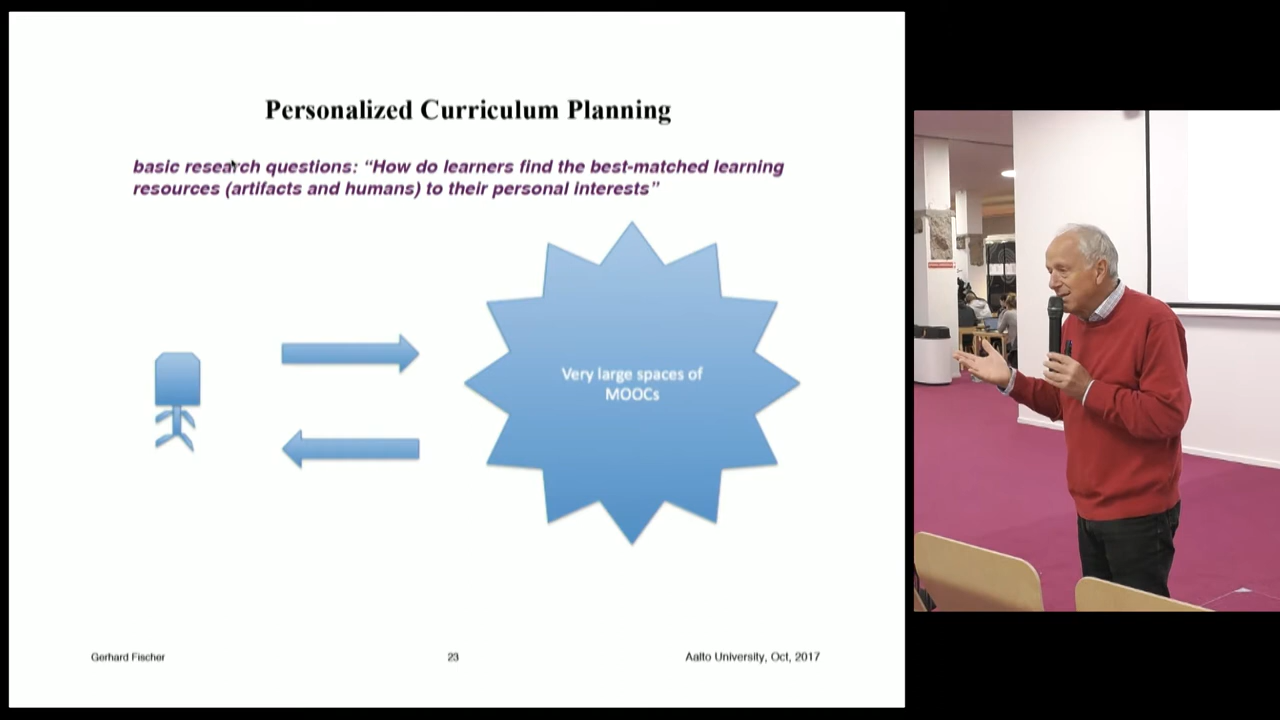 Personalized Curriculum Planning
basic research questions: “How do learners find the best-matched learning
resources (artifacts and humans) to their personal interests”
Very large spaces of
MOOCs
Gerhard Fischer
23
Aalto University, Oct, 2017